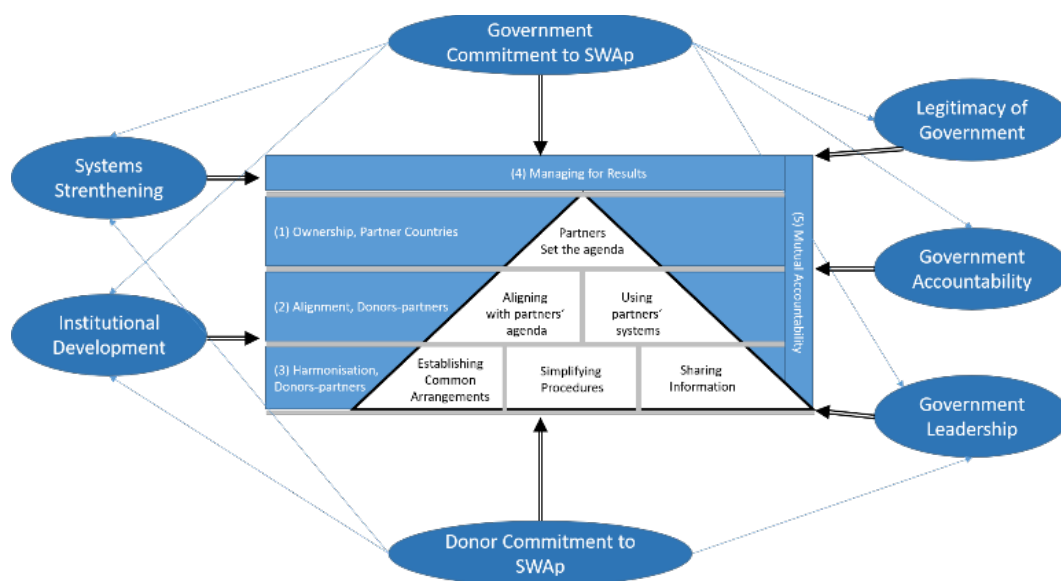 Government
Commitment to SWAp
Legitimacy of
Government
Systems
Strenthening
(4) Managing for Results
(5) Mutual Accountability
(1) Ownership, Partner Countries
Partners
Set the agenda
Government
Accountability
(2) Alignment, Donors-partners
Aligning
with partners'
agenda
Using
partners'
systems
Institutional
Development
(3) Harmonisation,
Donors-partners
Establishing
Common
Arrangements
Simplifying
Procedures
Sharing
Information
Government
Leadership
Donor Commitment to
SWAp